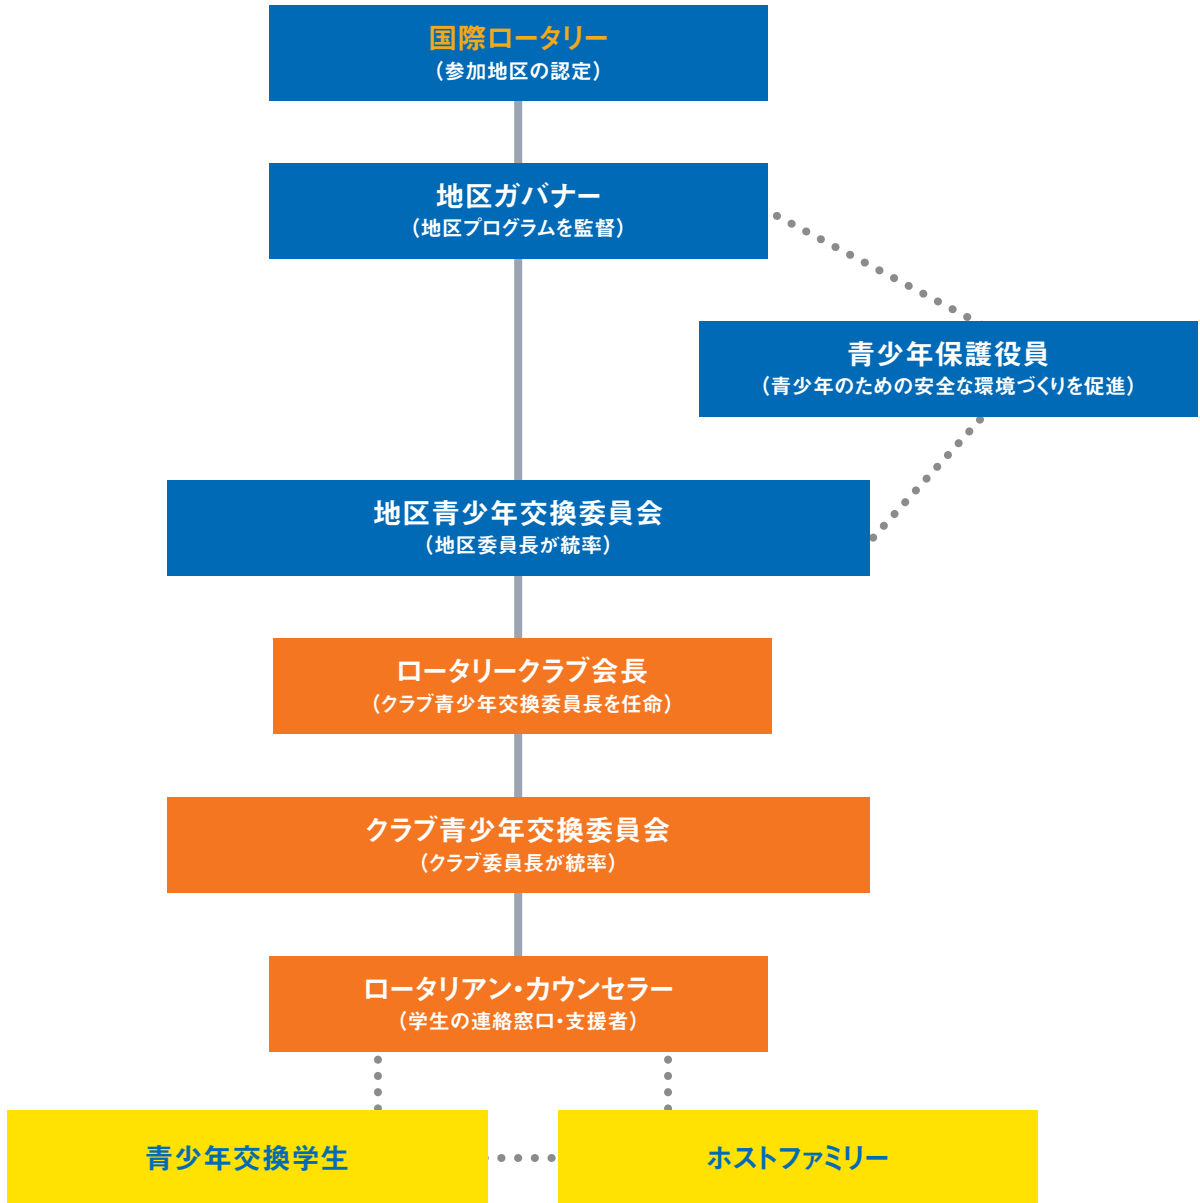 国際ロータリー
（参加地区の認定）
地区ガバナー
（地区プログラムを監督）
青少年保護役員
（青少年のための安全な環境づくりを促進）
地区青少年交換委員会
（地区委員長が統率）
ロータリークラブ会長
（クラブ青少年交換委員長を任命）
クラブ青少年交換委員会
（クラブ委員長が統率）
ロータリアン・カウンセラー
（学生の連絡窓口・支援者）
青少年交換学生
ホストファミリー